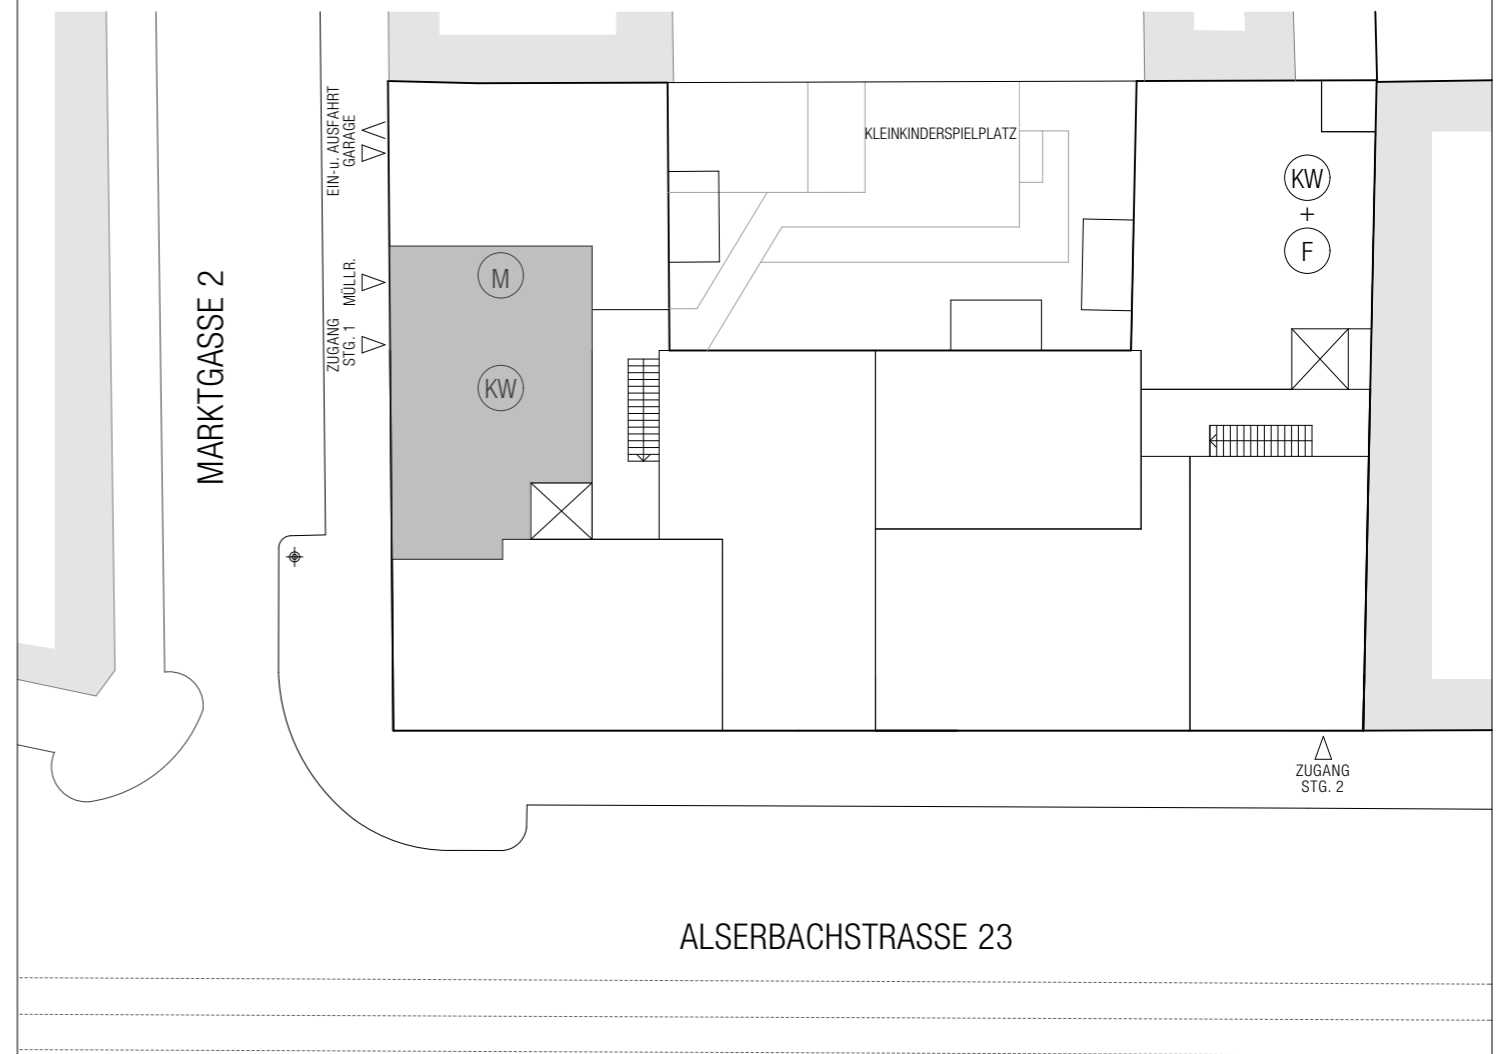 EIN-u. AUSFAHRT
GARAGE
KLEINKINDERSPIELPLATZ
KW
+
F
MÜLLR.
M
MARKTGASSE 2
ZUGANG
STG. 1
KW
ZUGANG
STG. 2
ALSERBACHSTRASSE 23